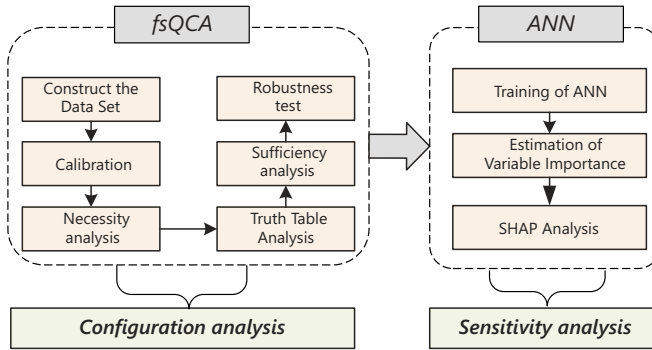 fsQCA
Construct the
Data Set
Calibration
Necessity
analysis
Robustness
test
Sufficiency
analysis
Truth Table
Analysis
Configuration analysis
ANN
Training of ANN
Estimation of
Variable Importance
SHAP Analysis
Sensitivity analysis